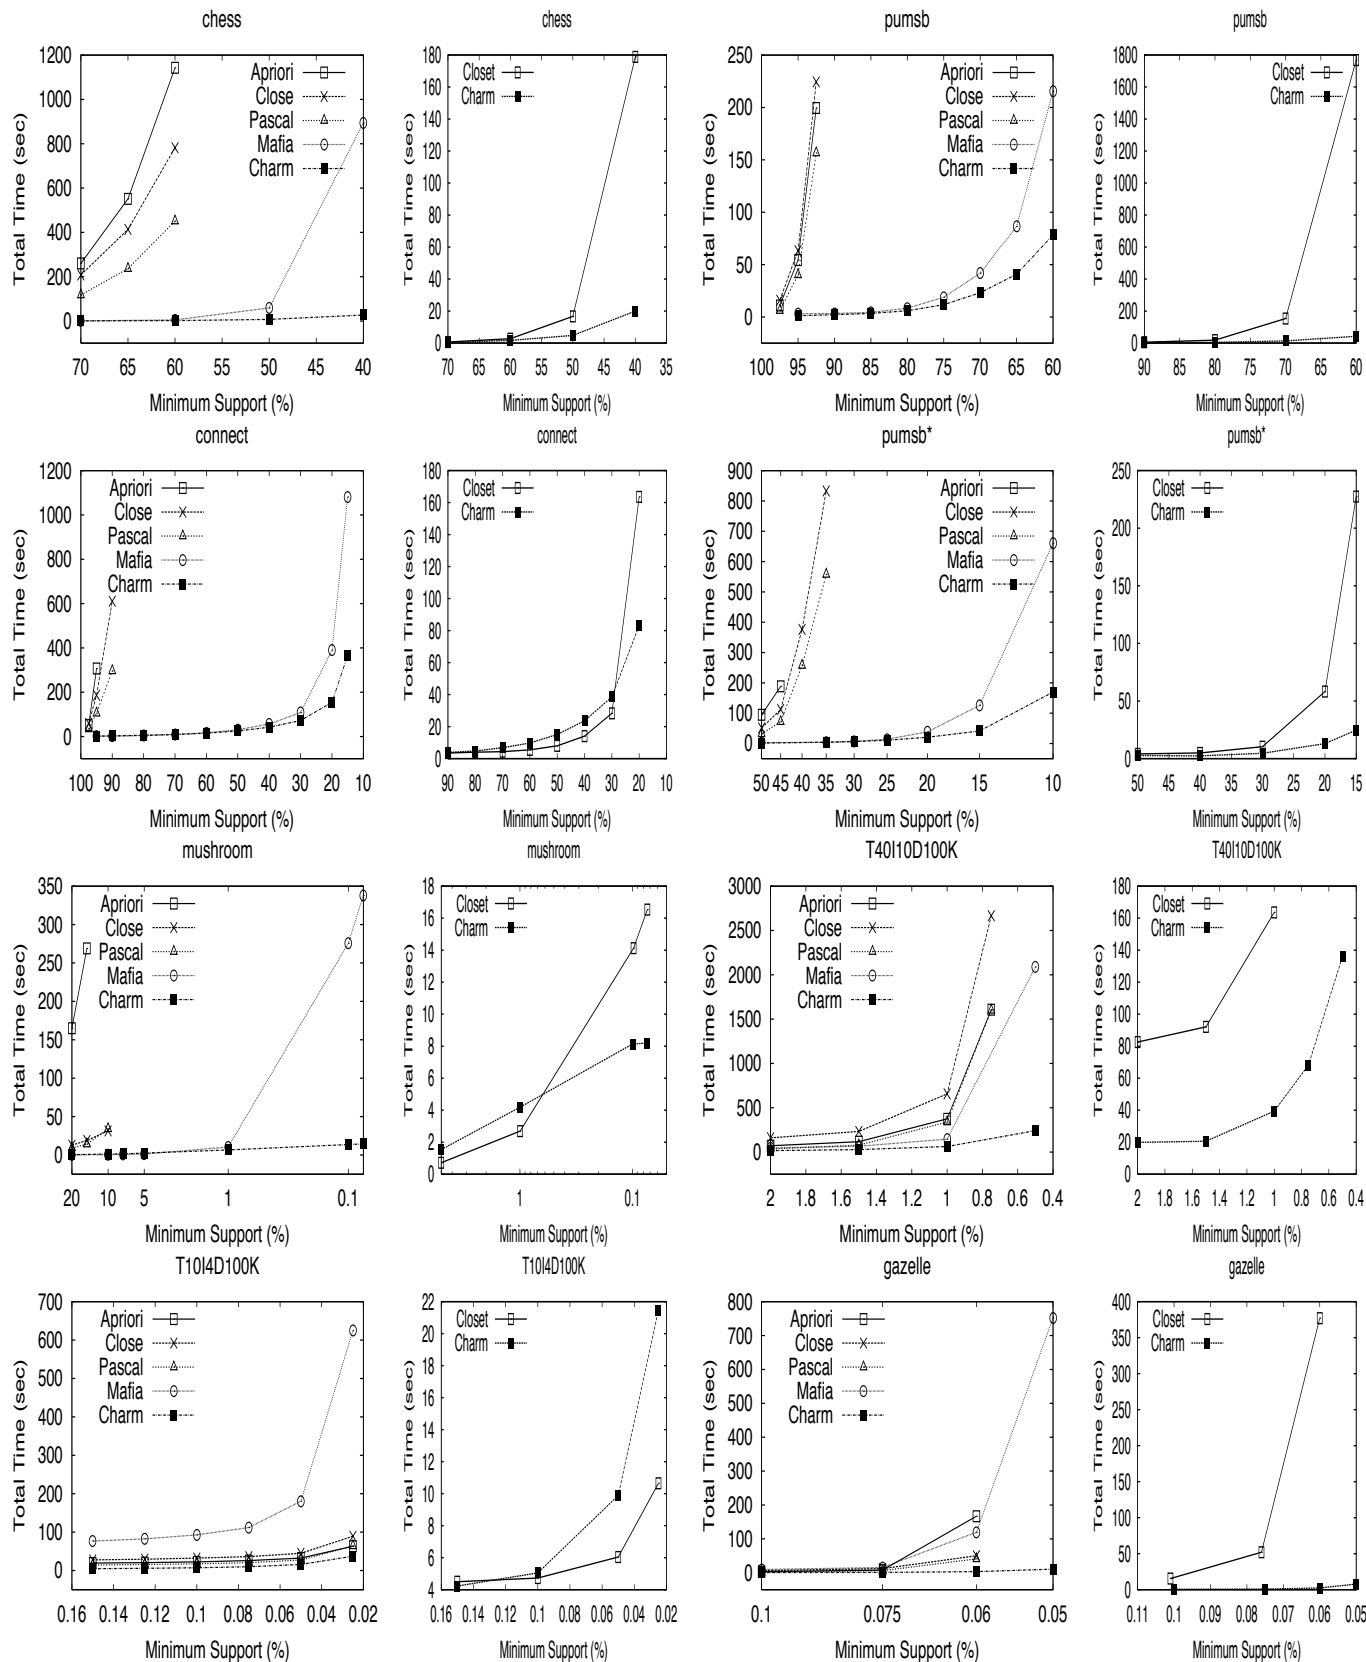 chess
1200
1000
800
600
400
200
0
Total Time (sec)
Apriori
Close
Pascal
Mafia
Charm
70 65 60 55 50 45 40
Minimum Support (%)
chess
180
160
140
120
100
80
60
40
20
0
Total Time (sec)
Closet
Charm
70 65 60 55 50 45 40 35
Minimum Support (%)
pumsb
250
200
150
100
50
0
Total Time (sec)
Apriori
Close
Pascal
Mafia
Charm
100 95 90 85 80 75 70 65 60
Minimum Support (%)
pumsb
1800
1600
1400
1200
1000
800
600
400
200
0
Total Time (sec)
Closet
Charm
90 85 80 75 70 65 60
Minimum Support (%)
connect
1200
1000
800
600
400
200
0
Total Time (sec)
Apriori
Close
Pascal
Mafia
Charm
100 90 80 70 60 50 40 30 20 10
Minimum Support (%)
connect
180
160
140
120
100
80
60
40
20
0
Total Time (sec)
Closet
Charm
90 80 70 60 50 40 30 20 10
Minimum Support (%)
pumsb*
900
800
700
600
500
400
300
200
100
0
Total Time (sec)
Apriori
Close
Pascal
Mafia
Charm
50 45 40 35 30 25 20 15 10
Minimum Support (%)
pumsb*
250
200
150
100
50
0
Total Time (sec)
Closet
Charm
50 45 40 35 30 25 20 15
Minimum Support (%)
mushroom
350
300
250
200
150
100
50
0
Total Time (sec)
Apriori
Close
Pascal
Mafia
Charm
20 10 5 1 0.1
Minimum Support (%)
mushroom
18
16
14
12
10
8
6
4
2
0
Total Time (sec)
Closet
Charm
1 0.1
Minimum Support (%)
T40I10D100K
3000
2500
2000
1500
1000
500
0
Total Time (sec)
Apriori
Close
Pascal
Mafia
Charm
2 1.8 1.6 1.4 1.2 1 0.8 0.6 0.4
Minimum Support (%)
T40I10D100K
180
160
140
120
100
80
60
40
20
0
Total Time (sec)
Closet
Charm
2 1.8 1.6 1.4 1.2 1 0.8 0.6 0.4
Minimum Support (%)
T10I4D100K
700
600
500
400
300
200
100
0
Total Time (sec)
Apriori
Close
Pascal
Mafia
Charm
0.16 0.14 0.12 0.1 0.08 0.06 0.04 0.02
Minimum Support (%)
T10I4D100K
22
20
18
16
14
12
10
8
6
4
Total Time (sec)
Closet
Charm
0.16 0.14 0.12 0.1 0.08 0.06 0.04 0.02
Minimum Support (%)
gazelle
800
700
600
500
400
300
200
100
0
Total Time (sec)
Apriori
Close
Pascal
Mafia
Charm
0.1 0.075 0.06 0.05
Minimum Support (%)
gazelle
400
350
300
250
200
150
100
50
0
Total Time (sec)
Closet
Charm
0.11 0.1 0.09 0.08 0.07 0.06 0.05
Minimum Support (%)